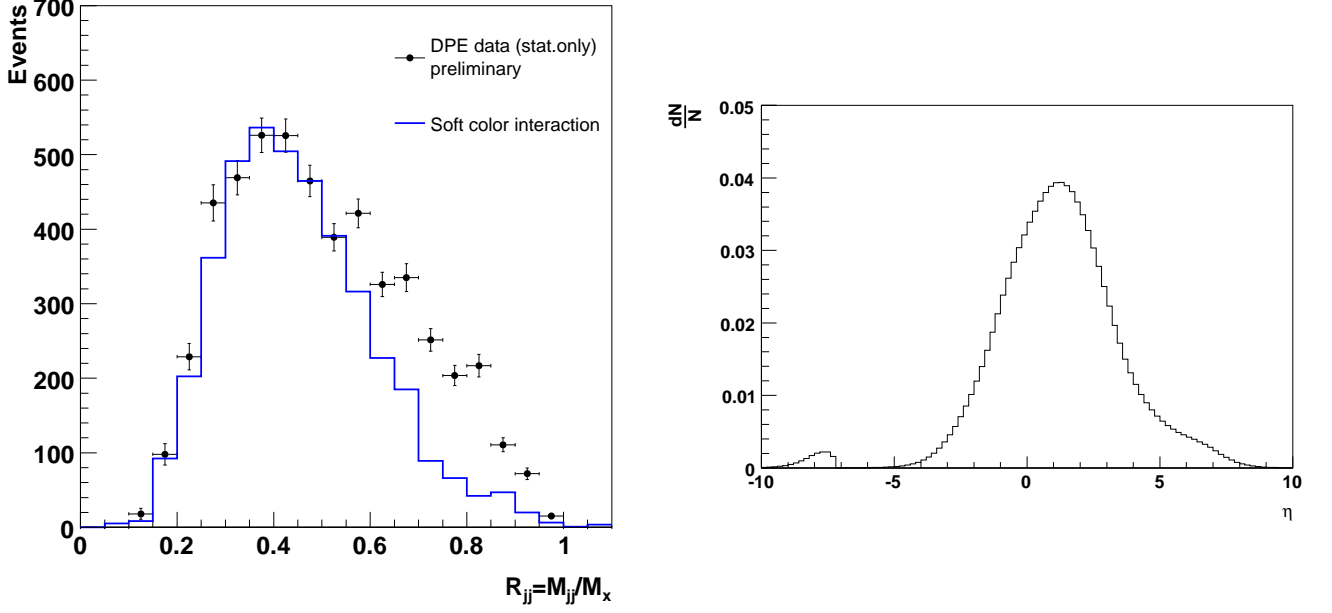 Events
700
600
500
400
300
200
100
0
DPE data (stat.only)
preliminary
Soft color interaction
0 0.2 0.4 0.6 0.8 1
R_jj=M_jj/M_x
dN
N
0.05
0.04
0.03
0.02
0.01
0
-10 -5 0 5 10
η